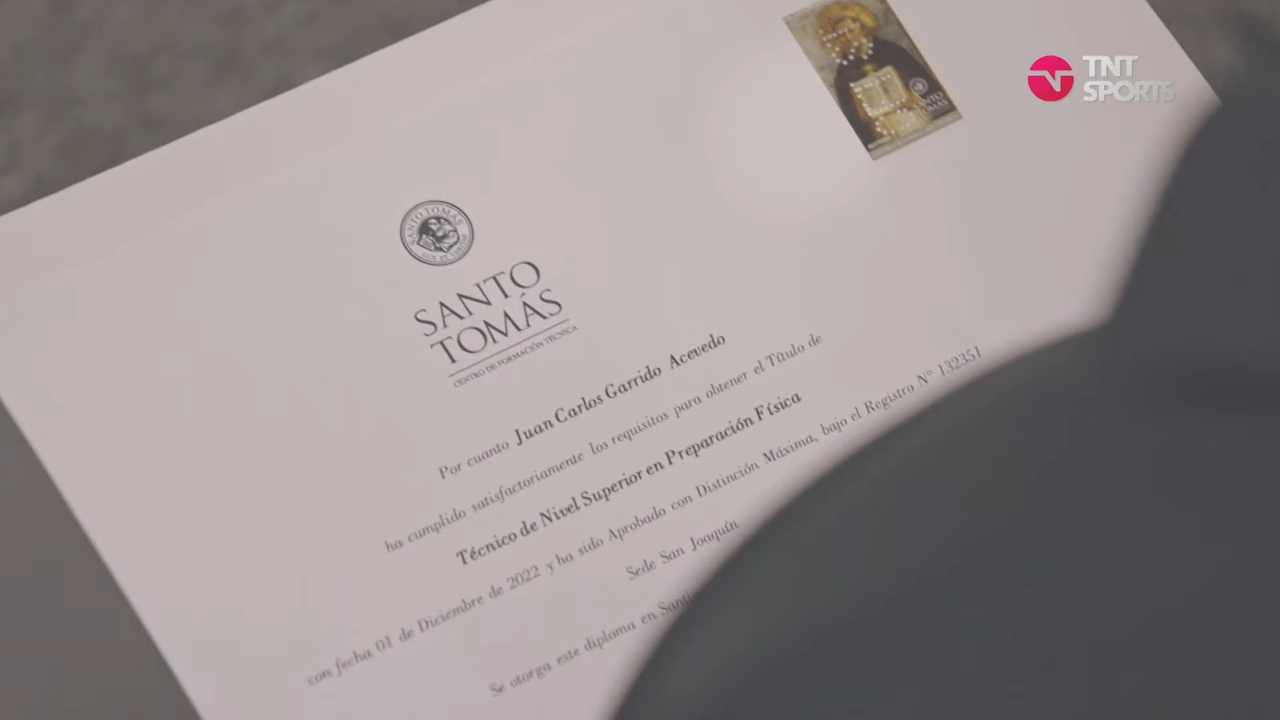 TNT
SPORTS
SANTO
TOMÁS
SANTO TOMÁS
SANTO
TOMÁS
CENTRO DE FORMACIÓN TÉCNICA
Por cuanto Juan Carlos Garrido Acevedo
ha cumplido satisfactoriamente los requisitos para obtener el Título de
Técnico de Nivel Superior en Preparación Física
con fecha 01 de Diciembre de 2022 y ha sido Aprobado con Distinción Máxima, bajo el Registro N° 132351
Sede San Joaquín
Se otorga este diploma en